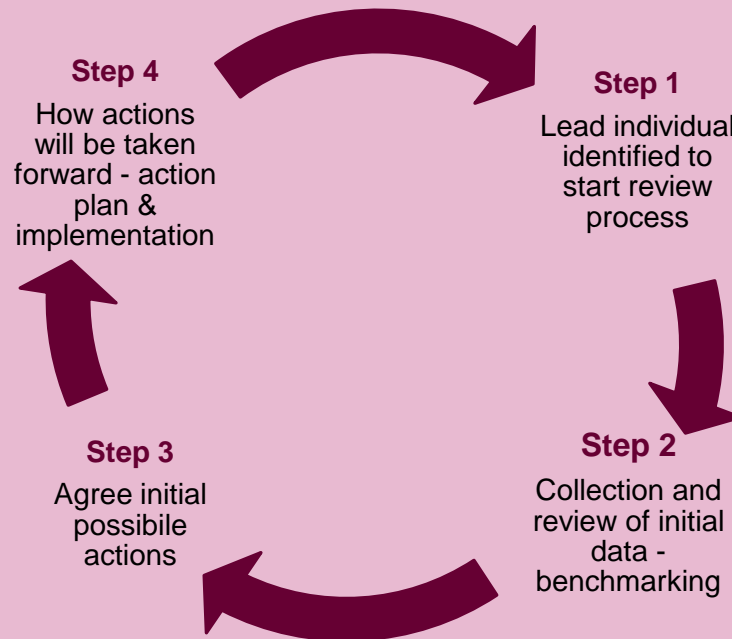 Step 1
Lead individual
identified to
start review
process
Step 2
Collection and
review of initial
data -
benchmarking
Step 3
Agree initial
possibile
actions
Step 4
How actions
will be taken
forward - action
plan &
implementation